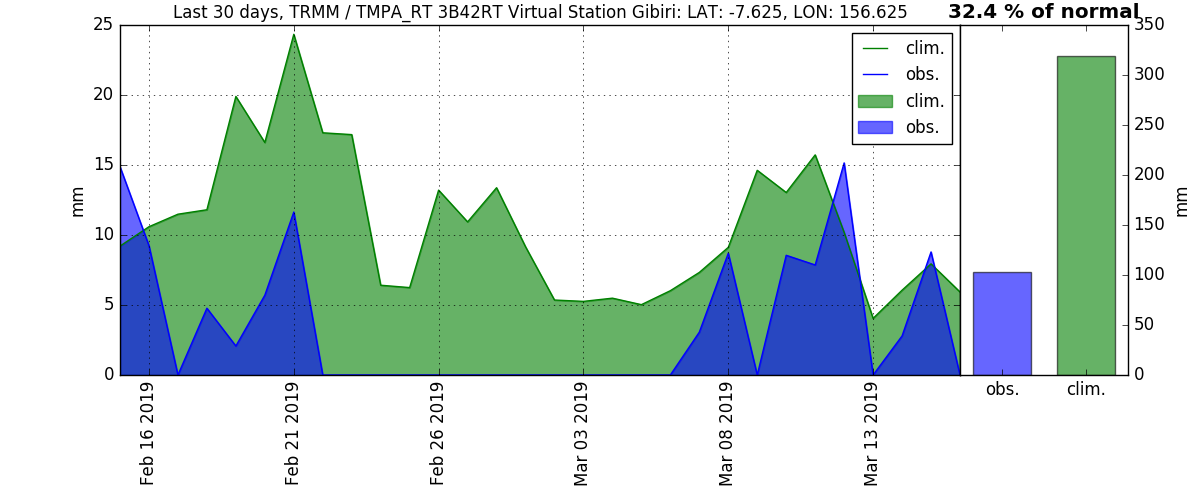 Last 30 days, TRMM / TMPA_RT 3B42RT Virtual Station Gibiri: LAT: -7.625, LON: 156.625
32.4 % of normal
25
20
15
10
5
0
mm
clim.
obs.
clim.
obs.
Feb 16 2019
Feb 21 2019
Feb 26 2019
Mar 03 2019
Mar 08 2019
Mar 13 2019
350
300
250
200
150
100
50
0
mm
obs.
clim.